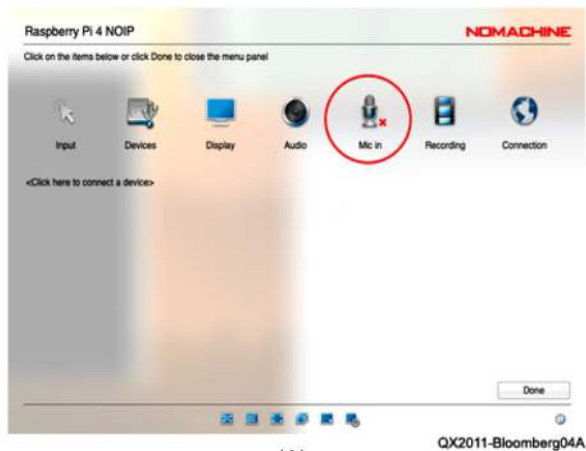 Raspberry Pi 4 NOIP
NOMACHINE
Click on the items below or click Done to close the menu panel
Input Devices Display Audio Mic in Recording Connection
<Click here to connect a device>
Done
QX2011-Bloomberg04A